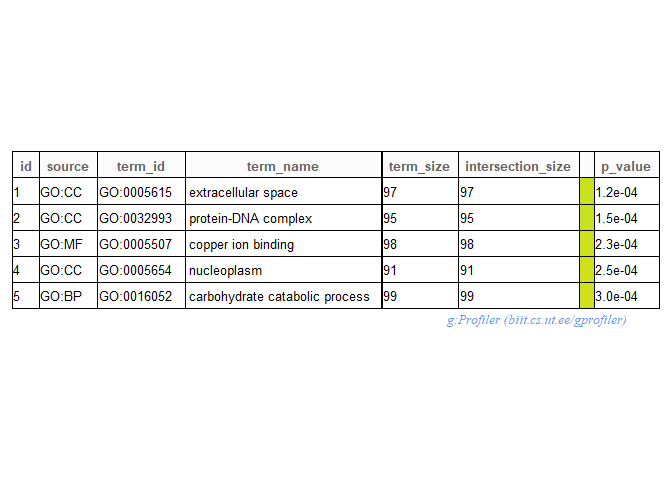 id source term_id term_name term_size intersection_size p_value
1 GO:CC GO:0005615 extracellular space 97 97 1.2e-04
2 GO:CC GO:0032993 protein-DNA complex 95 95 1.5e-04
3 GO:MF GO:0005507 copper ion binding 98 98 2.3e-04
4 GO:CC GO:0005654 nucleoplasm 91 91 2.5e-04
5 GO:BP GO:0016052 carbohydrate catabolic process 99 99 3.0e-04
g:Profiler (biit.cs.ut.ee/gprofiler)